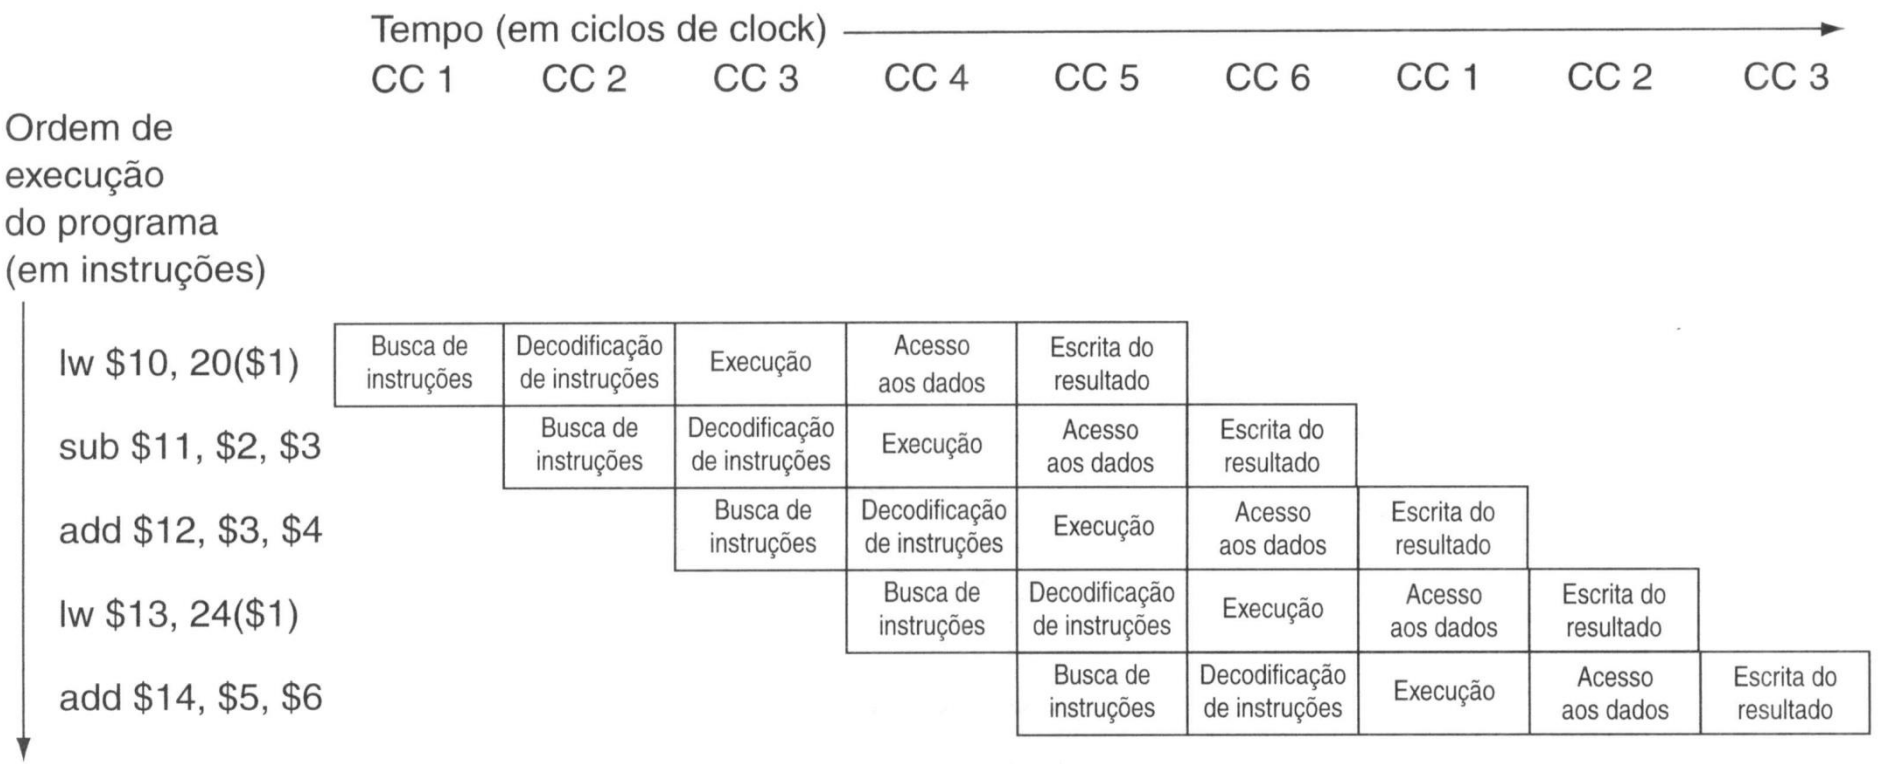 Tempo (em ciclos de clock)
CC 1 CC 2 CC 3 CC 4 CC 5 CC 6 CC 1 CC 2 CC 3
Ordem de
execução
do programa
(em instruções)
lw $10, 20($1)
Busca de
instruções
Decodificação
de instruções
Execução
Acesso
aos dados
Escrita do
resultado
sub $11, $2, $3
Busca de
instruções
Decodificação
de instruções
Execução
Acesso
aos dados
Escrita do
resultado
add $12, $3, $4
Busca de
instruções
Decodificação
de instruções
Execução
Acesso
aos dados
Escrita do
resultado
lw $13, 24($1)
Busca de
instruções
Decodificação
de instruções
Execução
Acesso
aos dados
Escrita do
resultado
add $14, $5, $6
Busca de
instruções
Decodificação
de instruções
Execução
Acesso
aos dados
Escrita do
resultado